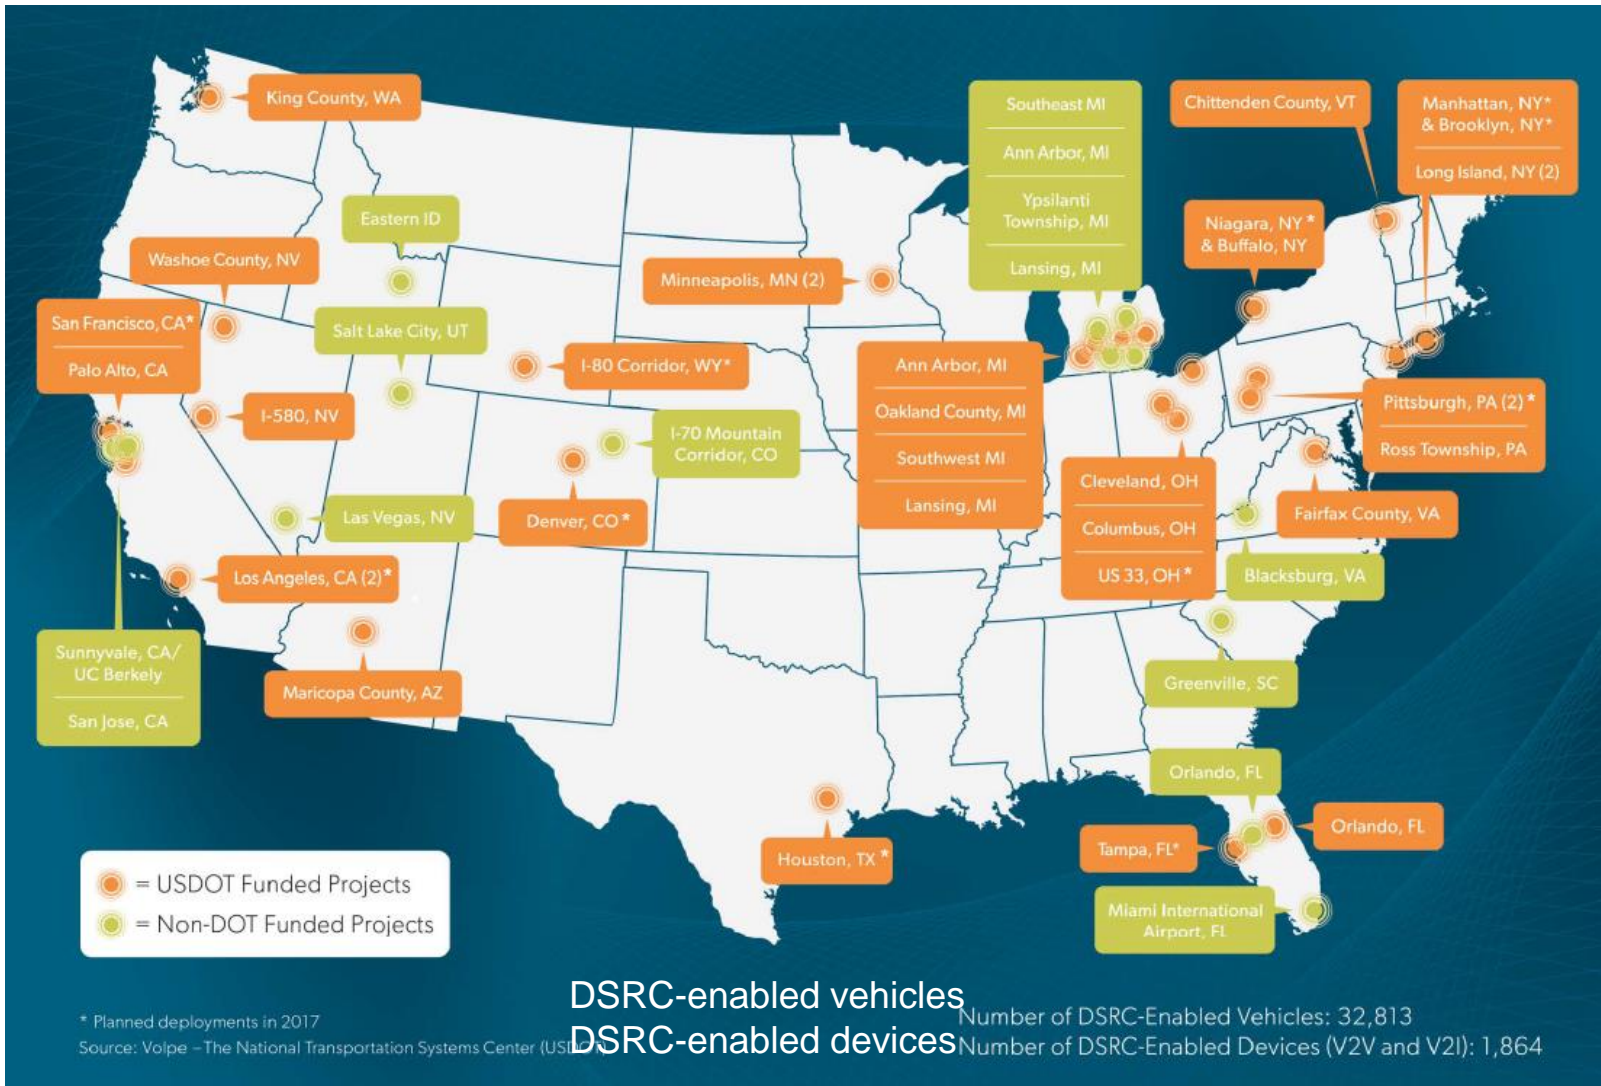 King County, WA
Eastern ID
Washoe County, NV
San Francisco, CA*
Palo Alto, CA
Salt Lake City, UT
I-580, NV
I-80 Corridor, WY*
I-70 Mountain
Corridor, CO
Denver, CO*
Las Vegas, NV
Los Angeles, CA (2)*
Sunnyvale, CA/
UC Berkely
San Jose, CA
Maricopa County, AZ
Minneapolis, MN (2)
Southeast MI
Ann Arbor, MI
Ypsilanti
Township, MI
Lansing, MI
Ann Arbor, MI
Oakland County, MI
Southwest MI
Lansing, MI
Chittenden County, VT
Manhattan, NY*
& Brooklyn, NY*
Long Island, NY (2)
Niagara, NY*
& Buffalo, NY
Pittsburgh, PA (2)*
Ross Township, PA
Cleveland, OH
Columbus, OH
US 33, OH*
Fairfax County, VA
Blacksburg, VA
Greenville, SC
Orlando, FL
Orlando, FL
Tampa, FL*
Miami International
Airport, FL
Houston, TX*
= USDOT Funded Projects
= Non-DOT Funded Projects
* Planned deployments in 2017
Source: Volpe – The National Transportation Systems Center (USDOT)
DSRC-enabled vehicles
DSRC-enabled devices
Number of DSRC-Enabled Vehicles: 32,813
Number of DSRC-Enabled Devices (V2V and V2I): 1,864